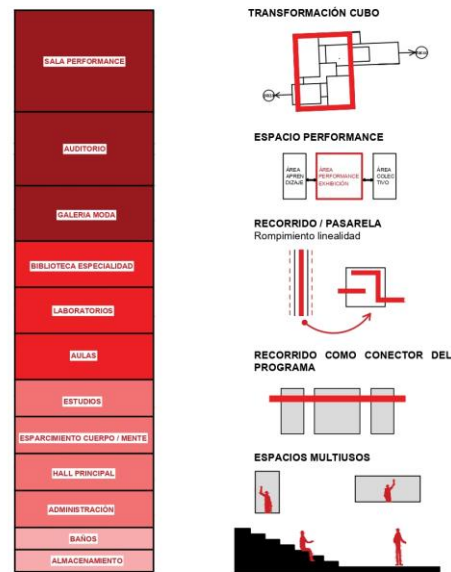 SALA PERFORMANCE
AUDITORIO
GALERIA MODA
BIBLIOTECA ESPECIALIDAD
LABORATORIOS
AULAS
ESTUDIOS
ESPARCIMIENTO CUERPO / MENTE
HALL PRINCIPAL
ADMINISTRACIÓN
BAÑOS
ALMACENAMIENTO
TRANSFORMACIÓN CUBO
ESPACIO PERFORMANCE
ÁREA
APREN
DIZAJE
ÁREA
PERFORMANCE
EXHIBICIÓN
ÁREA
COLEC
TIVO
RECORRIDO / PASARELA
Rompimiento linealidad
RECORRIDO COMO CONECTOR DEL
PROGRAMA
ESPACIOS MULTIUSOS